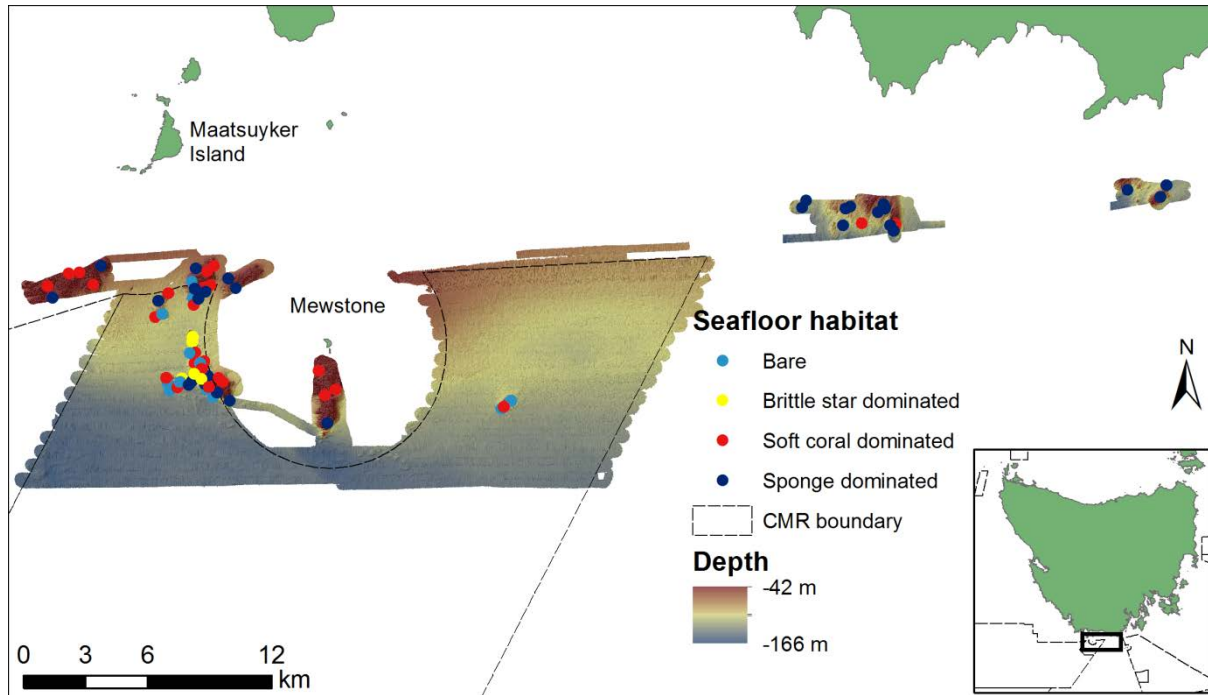 Maatsuyker
Island
Mewstone
Seafloor habitat
Bare
Brittle star dominated
Soft coral dominated
Sponge dominated
CMR boundary
Depth
-42 m
-166 m
N
0 3 6 12
km